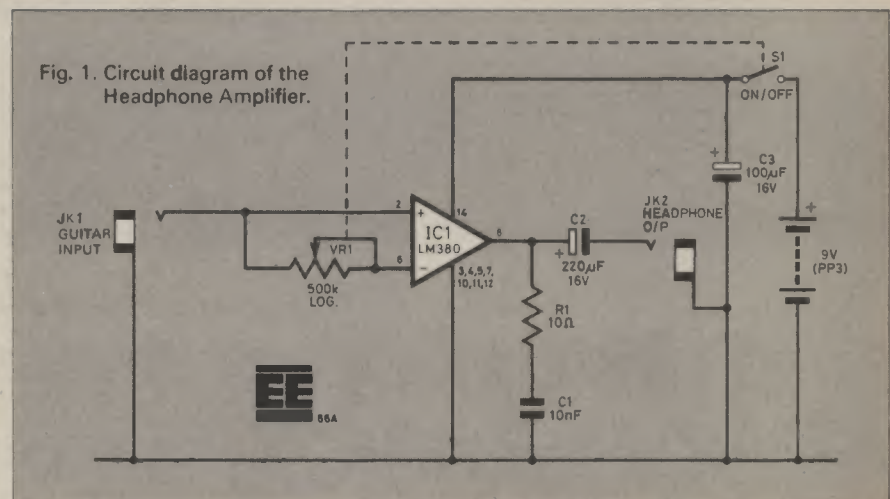 Fig. 1. Circuit diagram of the
Headphone Amplifier.
S1
ON/OFF
C3
100µF
16V
JK1
GUITAR
INPUT
2
+
14
IC1
LM380
8
VR1
6
−
3,4,5,7,
10,11,12
500k
LOG.
C2
+
220µF
16V
JK2
HEADPHONE
O/P
+
+
9V
(PP3)
R1
10Ω
C1
10nF
EE
66A